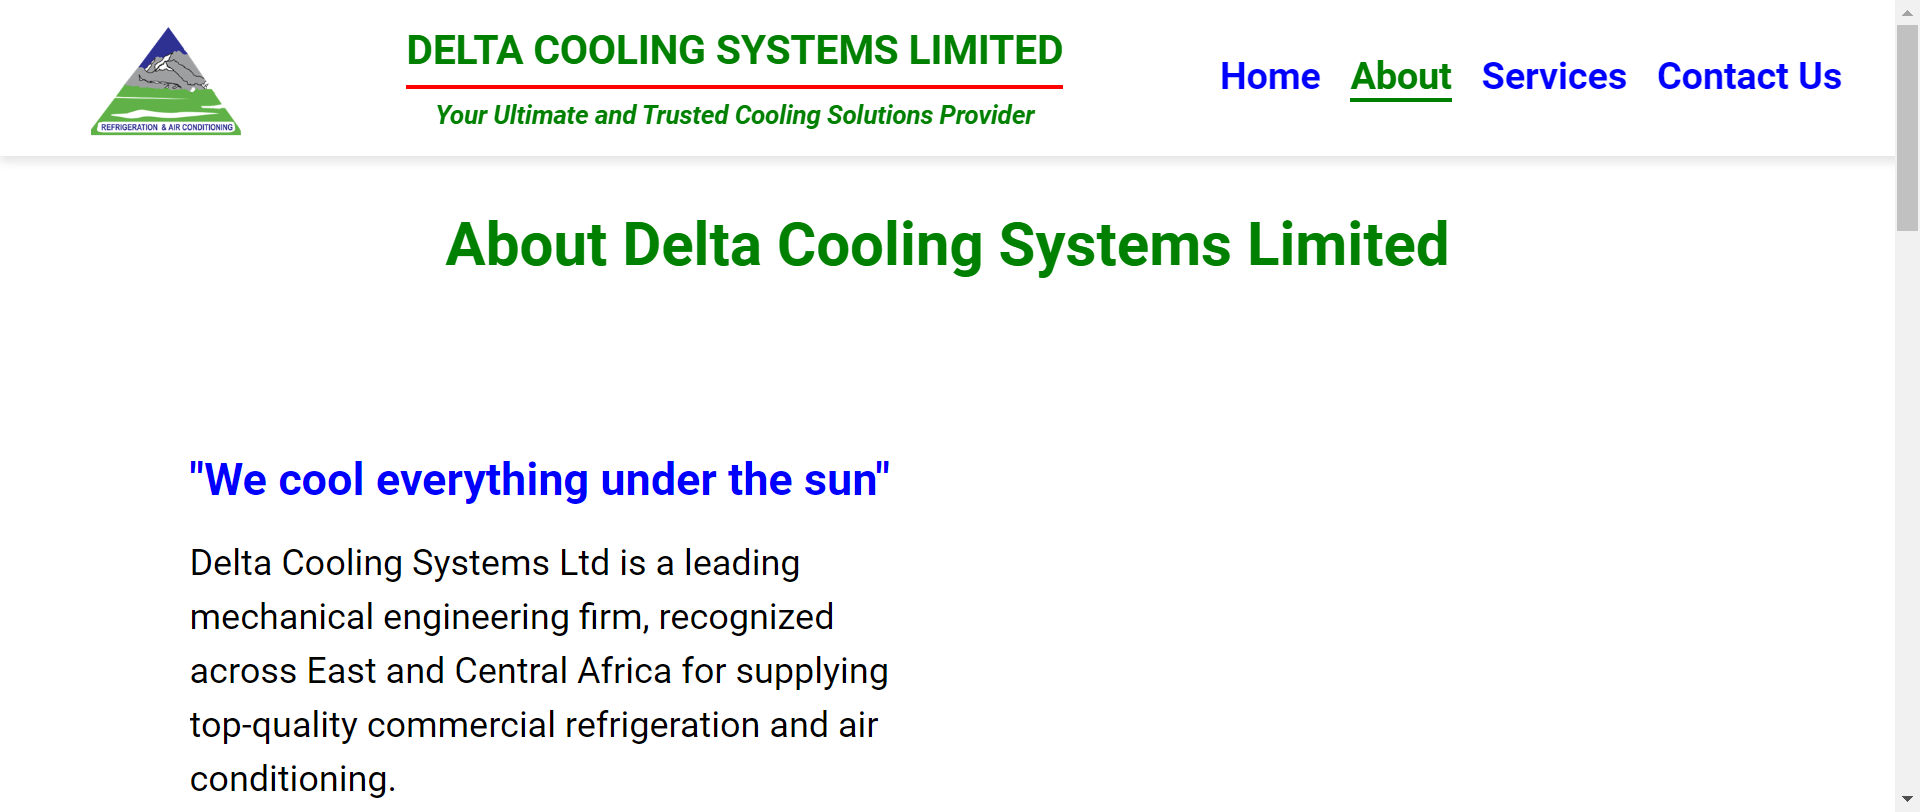 REFRIGERATION & AIR CONDITIONING
DELTA COOLING SYSTEMS LIMITED
Your Ultimate and Trusted Cooling Solutions Provider
Home
About
Services
Contact Us
About Delta Cooling Systems Limited
"We cool everything under the sun"
Delta Cooling Systems Ltd is a leading
mechanical engineering firm, recognized
across East and Central Africa for supplying
top-quality commercial refrigeration and air
conditioning.